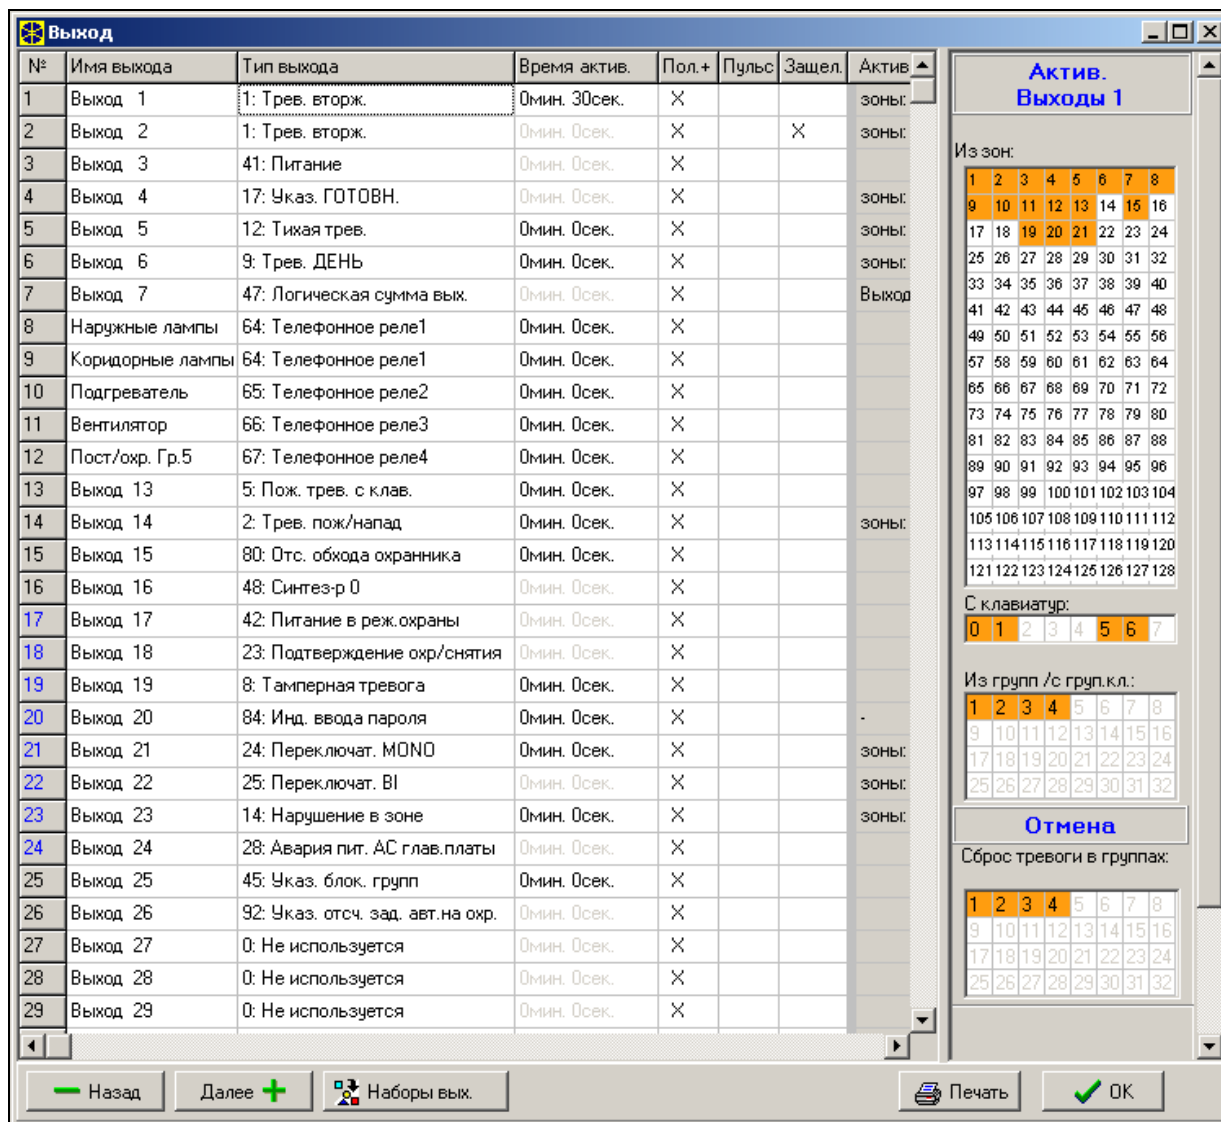 Выход
№ Имя выхода Тип выхода Время актив. Пол.+ Пульс Защел. Актив
1 Выход 1 1: Трев. вторж. 0мин. 30сек. X зоны:
2 Выход 2 1: Трев. вторж. 0мин. 0сек. X X зоны:
3 Выход 3 41: Питание 0мин. 0сек. X
4 Выход 4 17: Указ. ГОТОВН. 0мин. 0сек. X зоны:
5 Выход 5 12: Тихая трев. 0мин. 0сек. X зоны:
6 Выход 6 9: Трев. ДЕНЬ 0мин. 0сек. X зоны:
7 Выход 7 47: Логическая сумма вых. 0мин. 0сек. X Выход
8 Наружные лампы 64: Телефонное реле1 0мин. 0сек. X
9 Коридорные лампы 64: Телефонное реле1 0мин. 0сек. X
10 Подгреватель 65: Телефонное реле2 0мин. 0сек. X
11 Вентилятор 66: Телефонное реле3 0мин. 0сек. X
12 Пост/охр. Гр.5 67: Телефонное реле4 0мин. 0сек. X
13 Выход 13 5: Пож. трев. с клав. 0мин. 0сек. X
14 Выход 14 2: Трев. пож/напад 0мин. 0сек. X зоны:
15 Выход 15 80: Отс. обхода охранника 0мин. 0сек. X
16 Выход 16 48: Синтез-р 0 0мин. 0сек. X
17 Выход 17 42: Питание в реж.охраны 0мин. 0сек. X
18 Выход 18 23: Подтверждение охр/снятия 0мин. 0сек. X
19 Выход 19 8: Тамперная тревога 0мин. 0сек. X
20 Выход 20 84: Инд. ввода пароля 0мин. 0сек. X -
21 Выход 21 24: Переключат. MONO 0мин. 0сек. X зоны:
22 Выход 22 25: Переключат. BI 0мин. 0сек. X зоны:
23 Выход 23 14: Нарушение в зоне 0мин. 0сек. X зоны:
24 Выход 24 28: Авария пит. АС глав.платы 0мин. 0сек. X
25 Выход 25 45: Указ. блок. групп 0мин. 0сек. X
26 Выход 26 92: Указ. отсч. зад. авт.на охр. 0мин. 0сек. X
27 Выход 27 0: Не используется 0мин. 0сек. X
28 Выход 28 0: Не используется 0мин. 0сек. X
29 Выход 29 0: Не используется 0мин. 0сек. X
Актив.
Выходы 1
Из зон:
1 2 3 4 5 6 7 8
9 10 11 12 13 14 15 16
17 18 19 20 21 22 23 24
25 26 27 28 29 30 31 32
33 34 35 36 37 38 39 40
41 42 43 44 45 46 47 48
49 50 51 52 53 54 55 56
57 58 59 60 61 62 63 64
65 66 67 68 69 70 71 72
73 74 75 76 77 78 79 80
81 82 83 84 85 86 87 88
89 90 91 92 93 94 95 96
97 98 99 100 101 102 103 104
105 106 107 108 109 110 111 112
113 114 115 116 117 118 119 120
121 122 123 124 125 126 127 128
С клавиатур:
0 1 2 3 4 5 6 7
Из групп /с груп.кл.:
1 2 3 4 5 6 7 8
9 10 11 12 13 14 15 16
17 18 19 20 21 22 23 24
25 26 27 28 29 30 31 32
Отмена
Сброс тревоги в группах:
1 2 3 4 5 6 7 8
9 10 11 12 13 14 15 16
17 18 19 20 21 22 23 24
25 26 27 28 29 30 31 32
Назад Далее Наборы вых. Печать OK